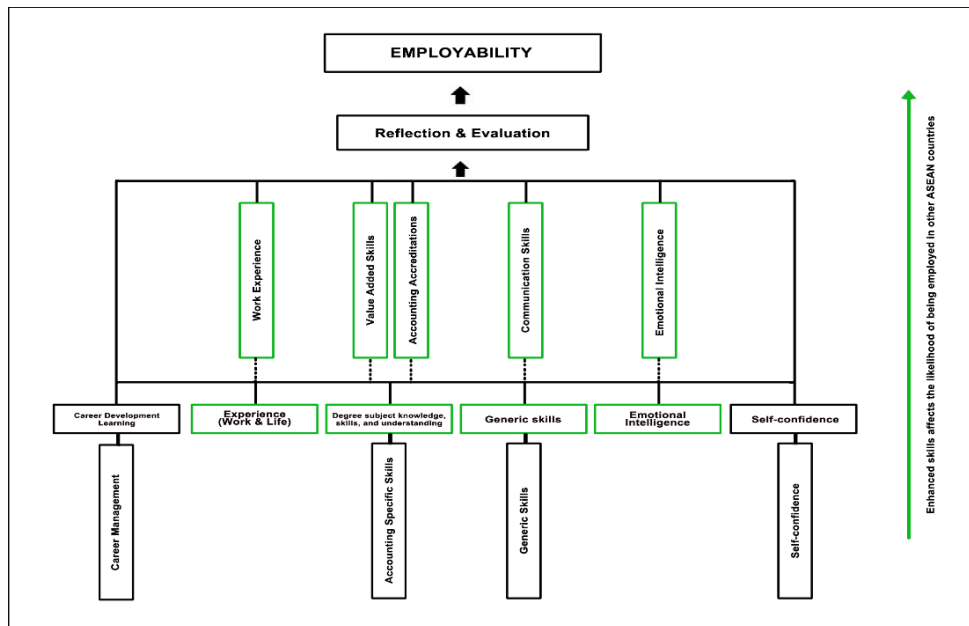 EMPLOYABILITY
Reflection & Evaluation
Work Experience
Value Added Skills
Accounting Accreditations
Communication Skills
Emotional Intelligence
Career Development
Learning
Experience
(Work & Life)
Degree subject knowledge,
skills, and understanding
Generic skills
Emotional
Intelligence
Self-confidence
Career Management
Accounting Specific Skills
Generic Skills
Self-confidence
Enhanced skills affects the likelihood of being employed in other ASEAN countries